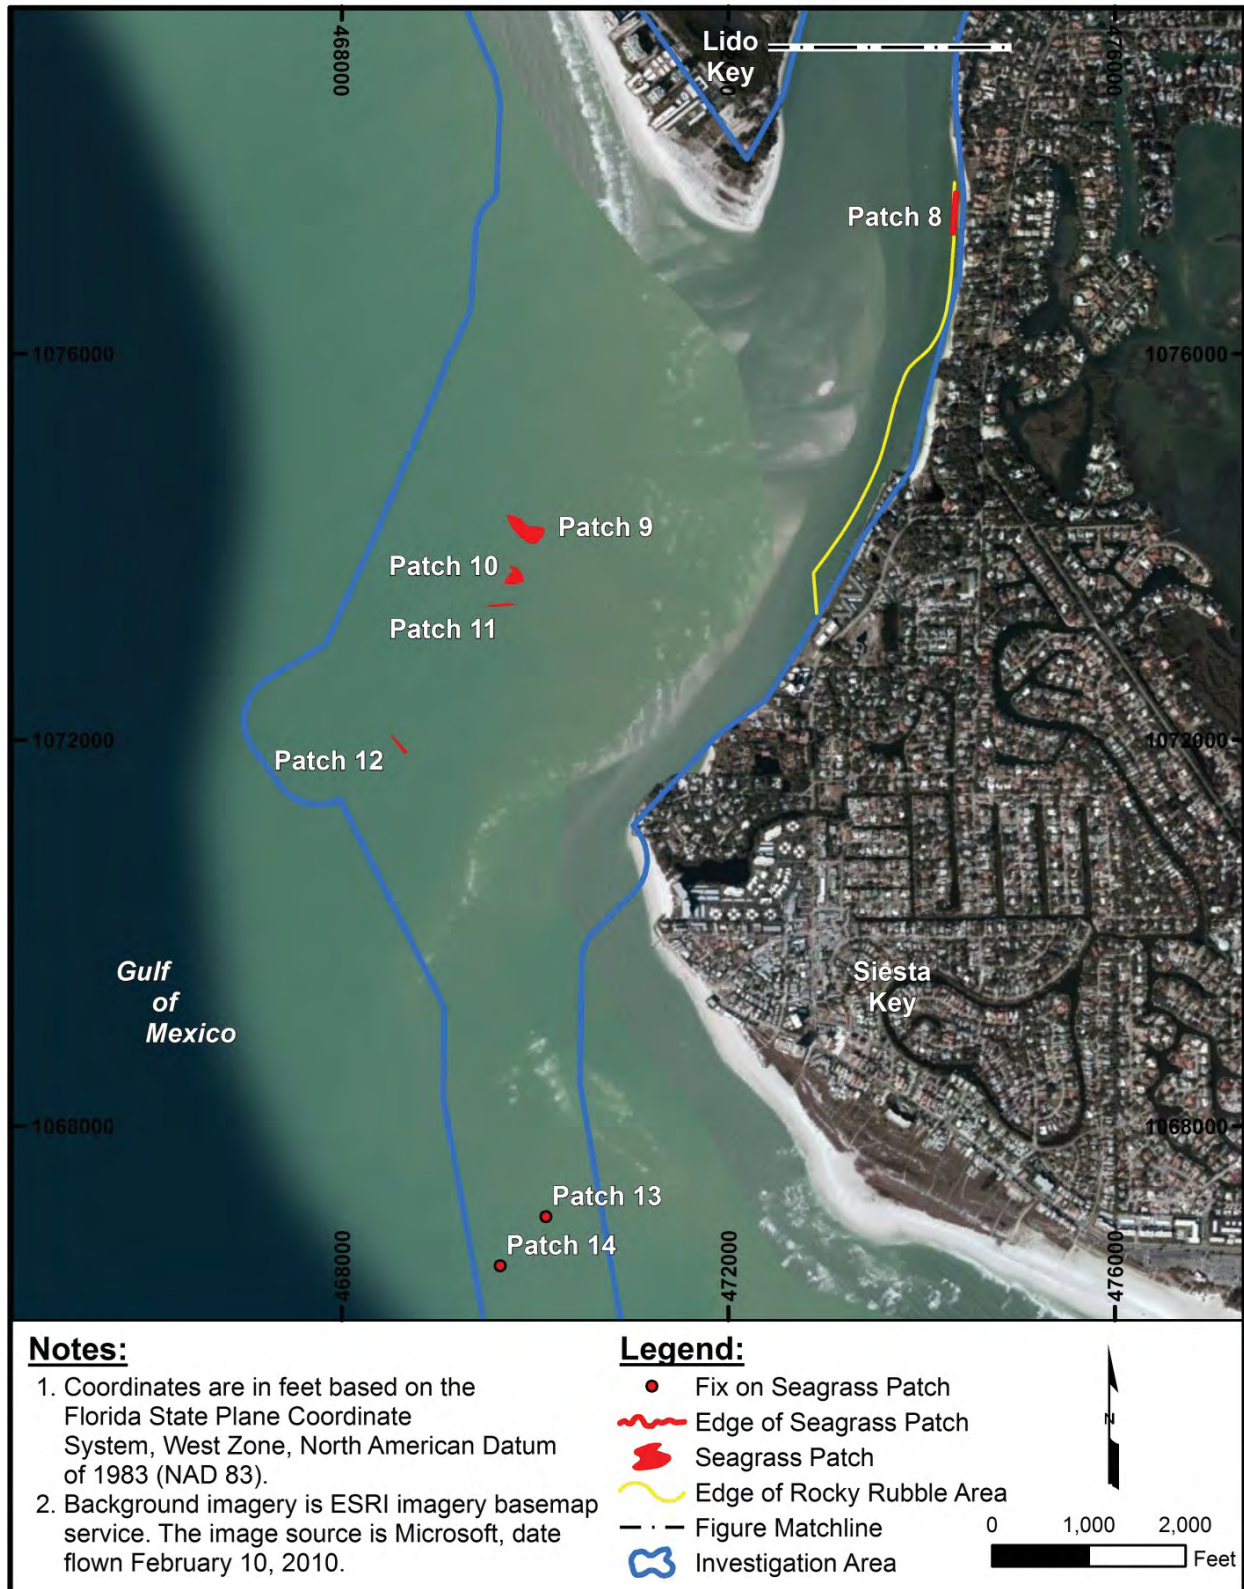 Lido
Key
468000
476000
Patch 8
1076000
1076000
Patch 9
Patch 10
Patch 11
1072000
1072000
Patch 12
Gulf
of
Mexico
Siesta
Key
1068000
1068000
Patch 13
Patch 14
468000
472000
476000
Notes:
1. Coordinates are in feet based on the
Florida State Plane Coordinate
System, West Zone, North American Datum
of 1983 (NAD 83).
2. Background imagery is ESRI imagery basemap
service. The image source is Microsoft, date
flown February 10, 2010.
Legend:
Fix on Seagrass Patch
Edge of Seagrass Patch
Seagrass Patch
Edge of Rocky Rubble Area
Figure Matchline
Investigation Area
N
0 1,000 2,000
Feet